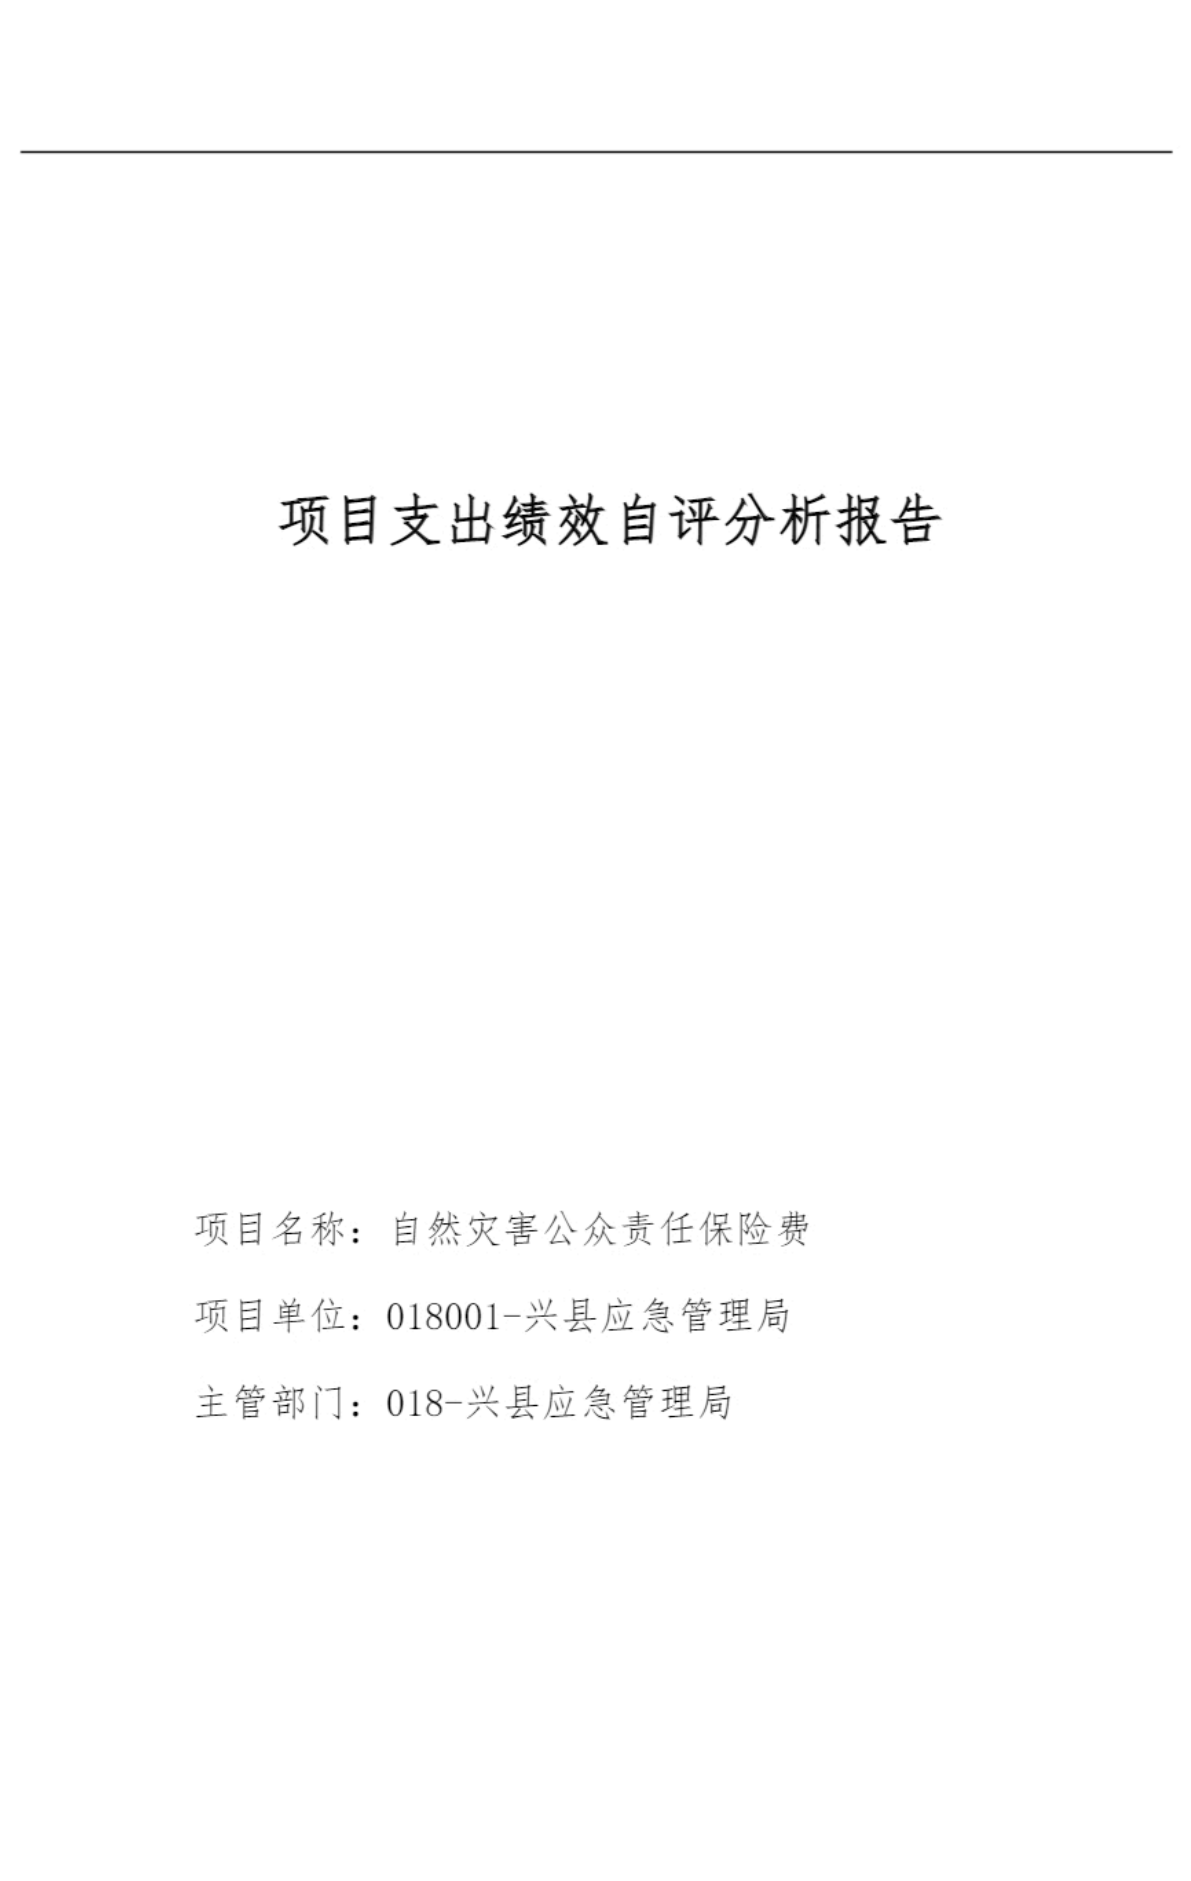 项目支出绩效自评分析报告
项目名称：自然灾害公众责任保险费
项目单位：018001-兴县应急管理局
主管部门：018-兴县应急管理局